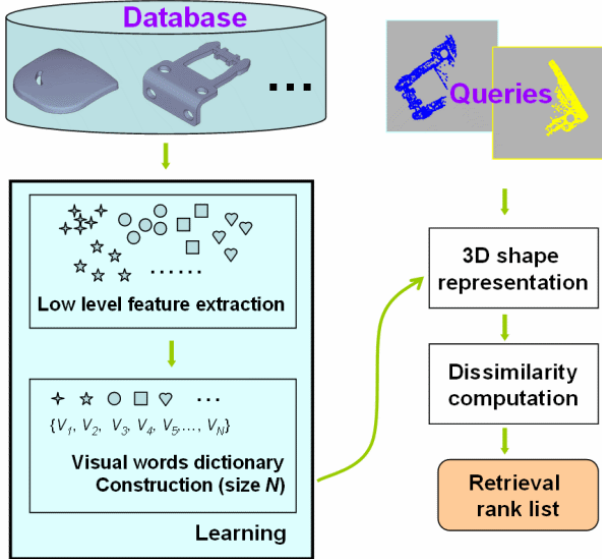 Database
...
Queries
......
Low level feature extraction
...
{V1, V2, V3, V4, V5,..., VN}
Visual words dictionary
Construction (size N)
Learning
3D shape
representation
Dissimilarity
computation
Retrieval
rank list